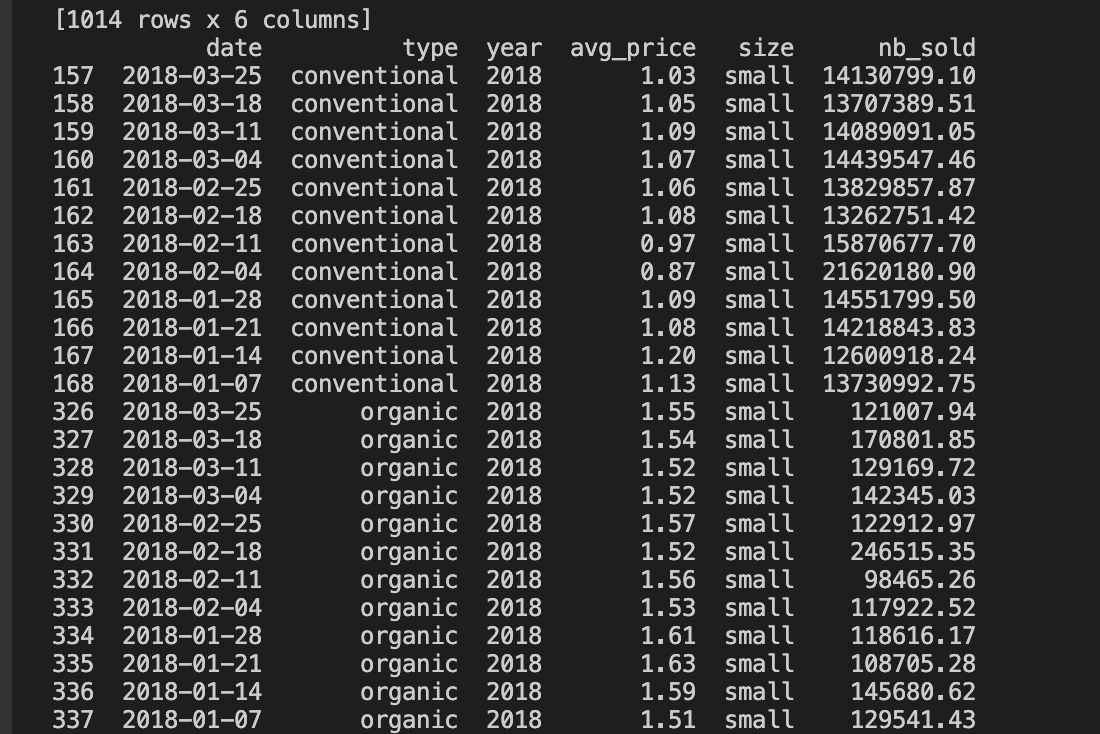 [1014 rows x 6 columns]
date type year avg_price size nb_sold
157 2018-03-25 conventional 2018 1.03 small 14130799.10
158 2018-03-18 conventional 2018 1.05 small 13707389.51
159 2018-03-11 conventional 2018 1.09 small 14089091.05
160 2018-03-04 conventional 2018 1.07 small 14439547.46
161 2018-02-25 conventional 2018 1.06 small 13829857.87
162 2018-02-18 conventional 2018 1.08 small 13262751.42
163 2018-02-11 conventional 2018 0.97 small 15870677.70
164 2018-02-04 conventional 2018 0.87 small 21620180.90
165 2018-01-28 conventional 2018 1.09 small 14551799.50
166 2018-01-21 conventional 2018 1.08 small 14218843.83
167 2018-01-14 conventional 2018 1.20 small 12600918.24
168 2018-01-07 conventional 2018 1.13 small 13730992.75
326 2018-03-25 organic 2018 1.55 small 121007.94
327 2018-03-18 organic 2018 1.54 small 170801.85
328 2018-03-11 organic 2018 1.52 small 129169.72
329 2018-03-04 organic 2018 1.52 small 142345.03
330 2018-02-25 organic 2018 1.57 small 122912.97
331 2018-02-18 organic 2018 1.52 small 246515.35
332 2018-02-11 organic 2018 1.56 small 98465.26
333 2018-02-04 organic 2018 1.53 small 117922.52
334 2018-01-28 organic 2018 1.61 small 118616.17
335 2018-01-21 organic 2018 1.63 small 108705.28
336 2018-01-14 organic 2018 1.59 small 145680.62
337 2018-01-07 organic 2018 1.51 small 129541.43